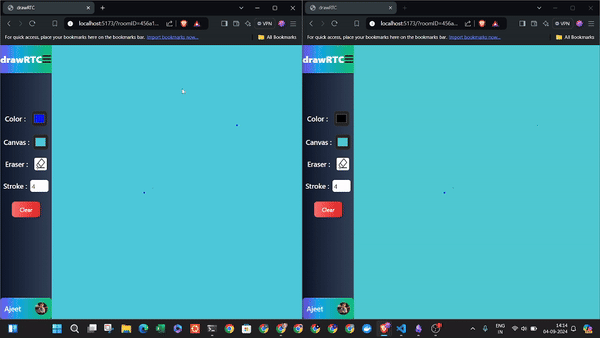 drawRTC
localhost:5173/?roomID=456a1...
VPN
For quick access, place your bookmarks here on the bookmarks bar. Import bookmarks now...
All Bookmarks
drawRTC
Color :
Canvas :
Eraser :
Stroke : 4
Clear
Ajeet
drawRTC
localhost:5173/?roomID=456a...
VPN
For quick access, place your bookmarks here on the bookmarks bar. Import bookmarks now...
All Bookmarks
drawRTC
Color :
Canvas :
Eraser :
Stroke : 4
Clear
Ajeet
ENG
IN
14:14
04-09-2024